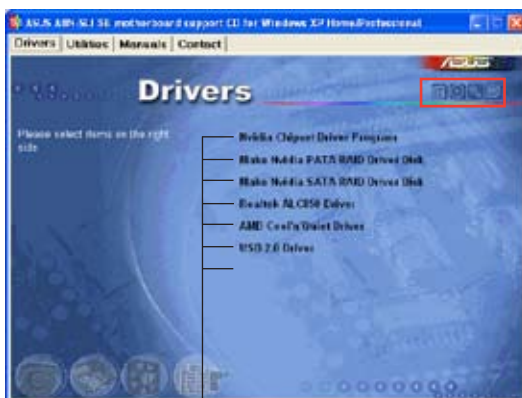 ASUS A8N-SLI SE motherboard support CD for Windows XP Home/Professional
Drivers Utilities Manuals Contact
ASUS
Drivers
Please select items on the right
side
Nvidia Chipset Driver Program
Make Nvidia PATA RAID Driver Disk
Make Nvidia SATA RAID Driver Disk
Realtek ALC850 Driver
AMD Cool'n'Quiet Driver
USB 2.0 Driver